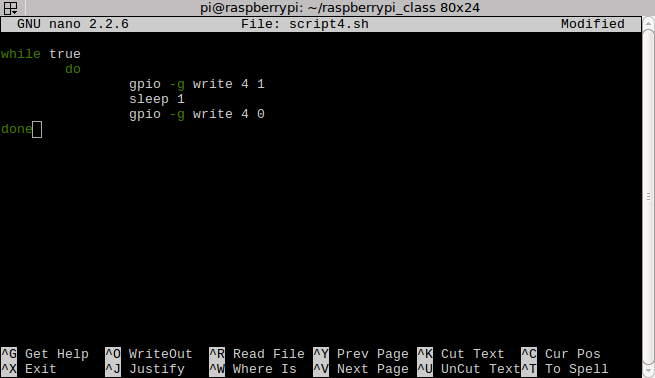 pi@raspberrypi: ~/raspberrypi_class 80x24
GNU nano 2.2.6 File: script4.sh Modified
while true
do
gpio -g write 4 1
sleep 1
gpio -g write 4 0
done
^G Get Help ^O WriteOut ^R Read File ^Y Prev Page ^K Cut Text ^C Cur Pos
^X Exit ^J Justify ^W Where Is ^V Next Page ^U UnCut Text^T To Spell